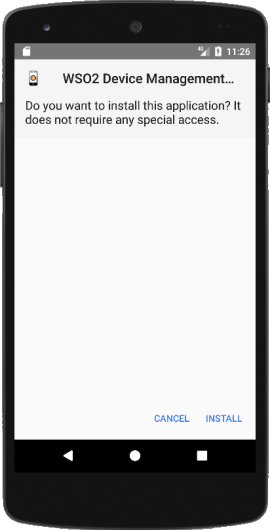 4G 11:26
WSO2 Device Management...
Do you want to install this application? It
does not require any special access.
CANCEL INSTALL